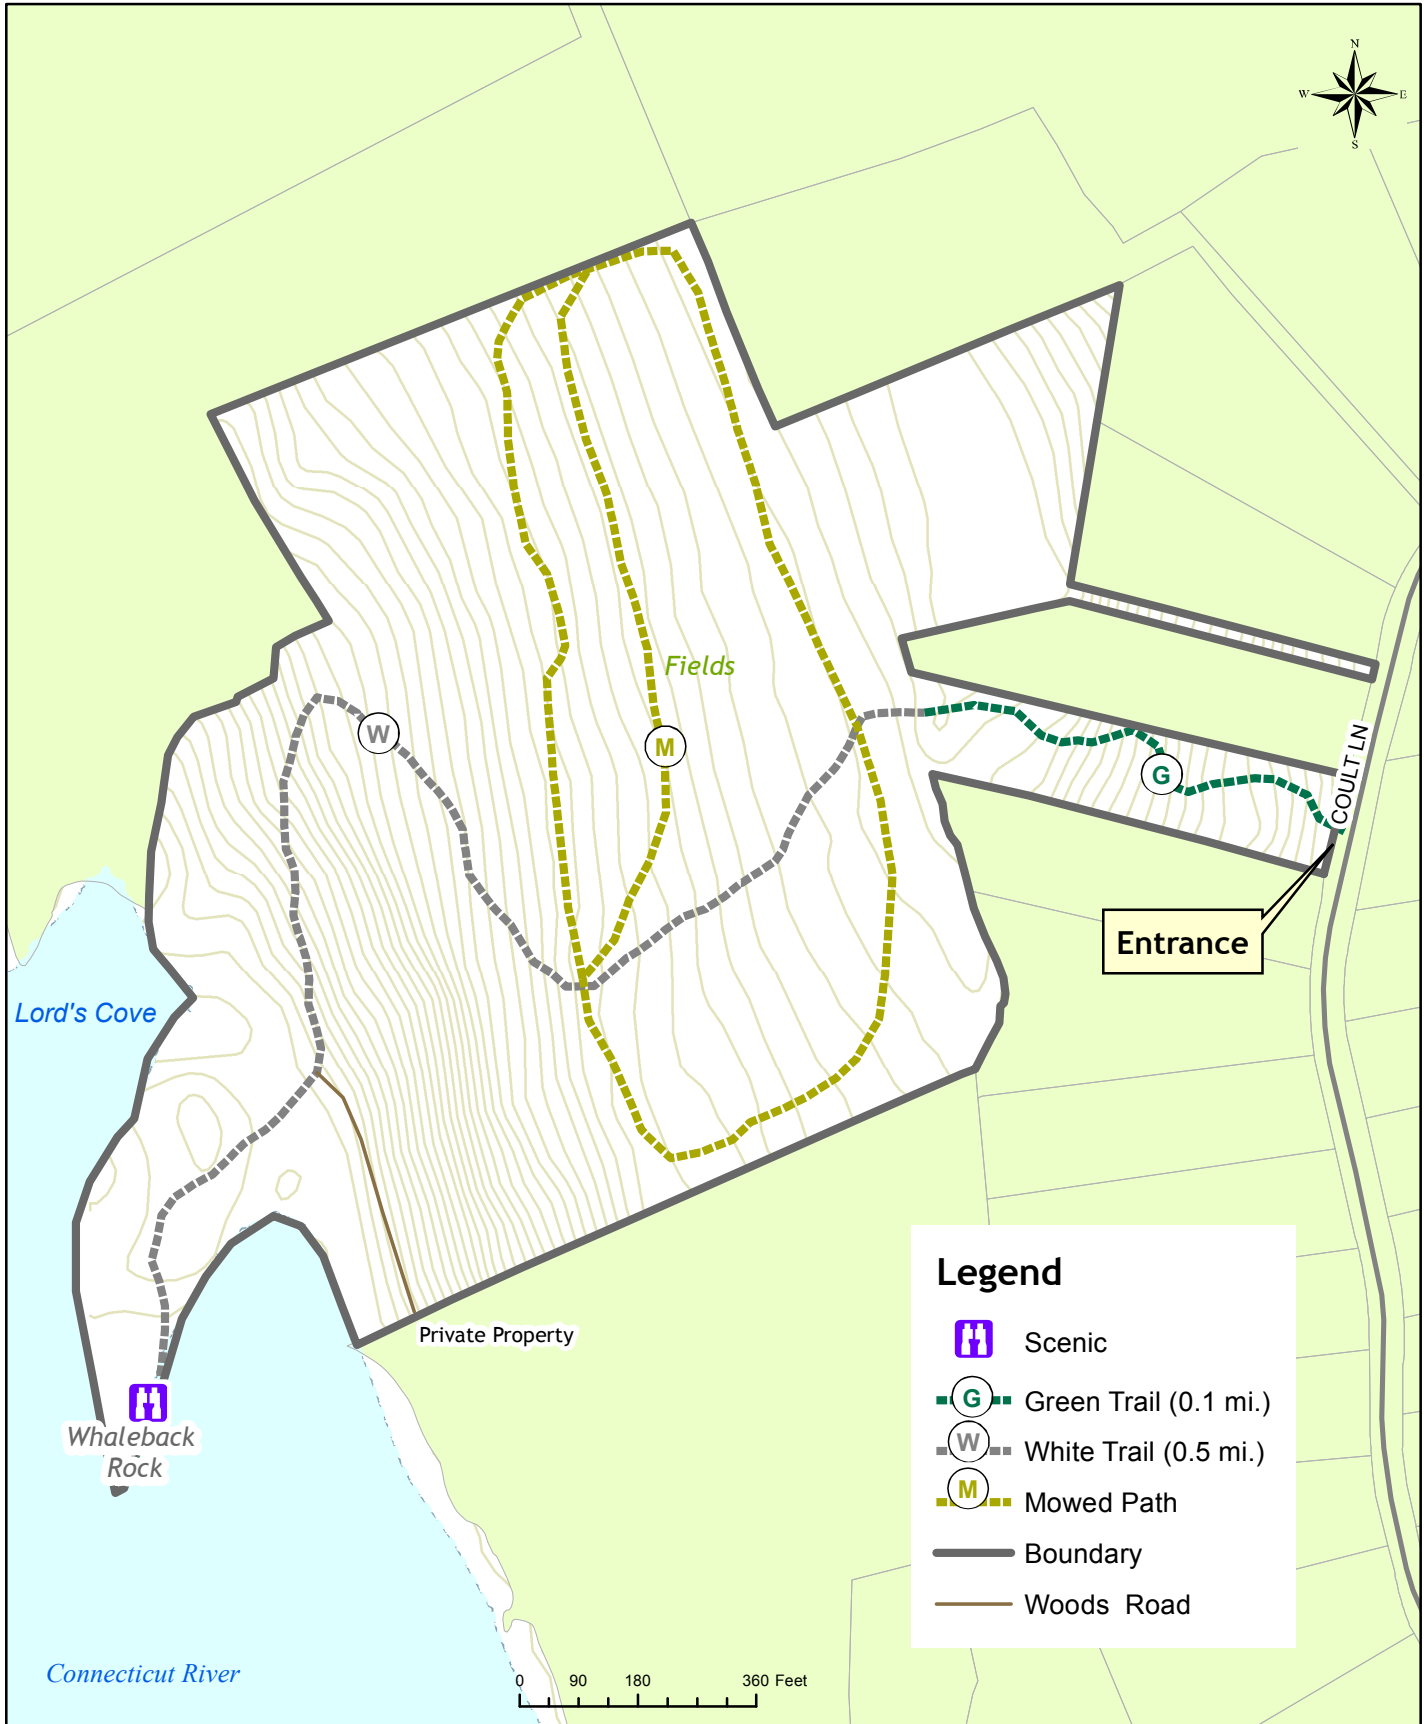 N
W
E
S
Fields
W
M
G
COULT LN
Entrance
Lord's Cove
Private Property
Whaleback
Rock
Connecticut River
0 90 180 360 Feet
Legend
Scenic
G Green Trail (0.1 mi.)
W White Trail (0.5 mi.)
M Mowed Path
Boundary
Woods Road